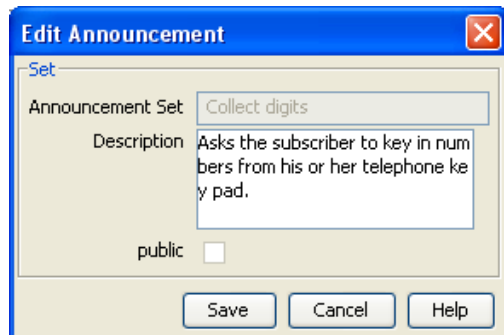 Edit Announcement
Set
Announcement Set Collect digits
Description Asks the subscriber to key in num
bers from his or her telephone ke
y pad.
public
Save Cancel Help